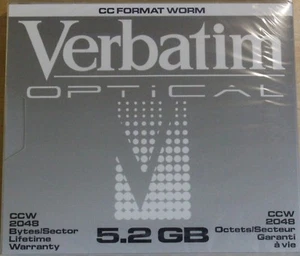 CC FORMAT WORM
Verbatim
OPTICAL
CCW
2048
Bytes/Sector
Lifetime
Warranty
5.2 GB
CCW
2048
Octets/Secteur
Garanti
à vie